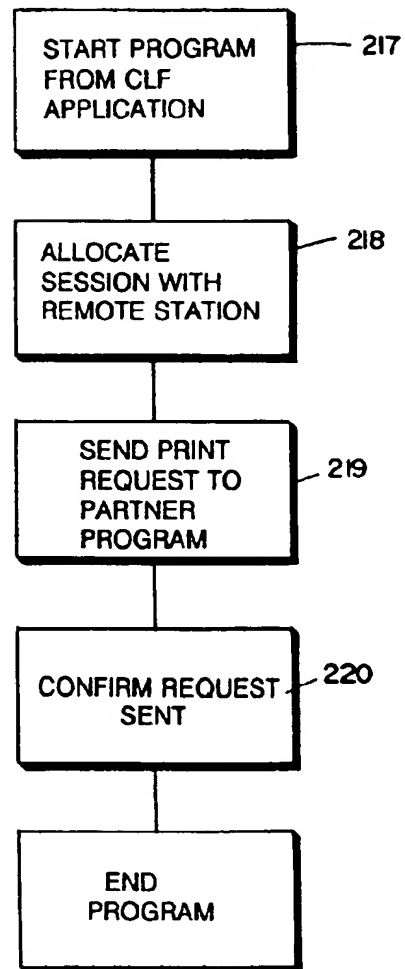 START PROGRAM
FROM CLF
APPLICATION
217
ALLOCATE
SESSION WITH
REMOTE STATION
218
SEND PRINT
REQUEST TO
PARTNER
PROGRAM
219
CONFIRM REQUEST
SENT
220
END
PROGRAM